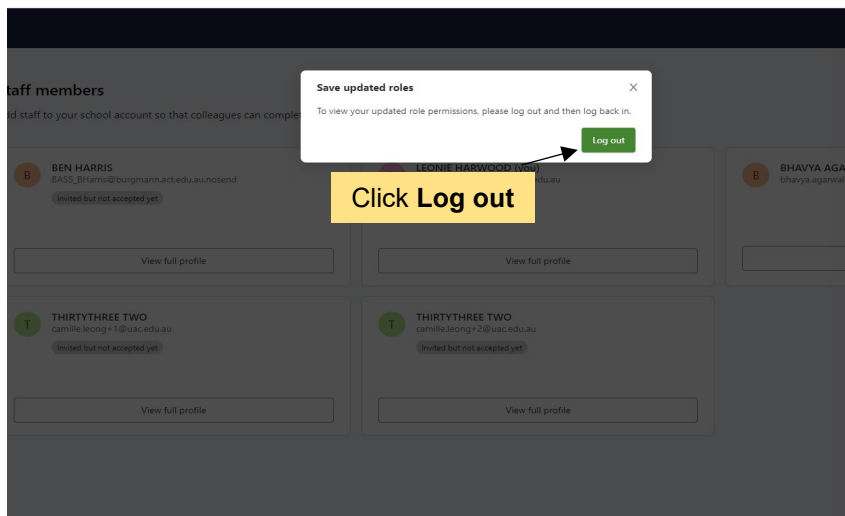 taff members
dd staff to your school account so that colleagues can comple
Save updated roles
To view your updated role permissions, please log out and then log back in.
Log out
Click Log out
B
BEN HARRIS
BASS_BHarris@burgmann.act.edu.au.nosend
Invited but not accepted yet
View full profile
LEONIE HARWOOD (you)
du.au
View full profile
B
BHAVYA AGA
bhavya.agarwal
T
THIRTYTHREE TWO
camille.leong+1@uac.edu.au
Invited but not accepted yet
View full profile
T
THIRTYTHREE TWO
camille.leong+2@uac.edu.au
Invited but not accepted yet
View full profile